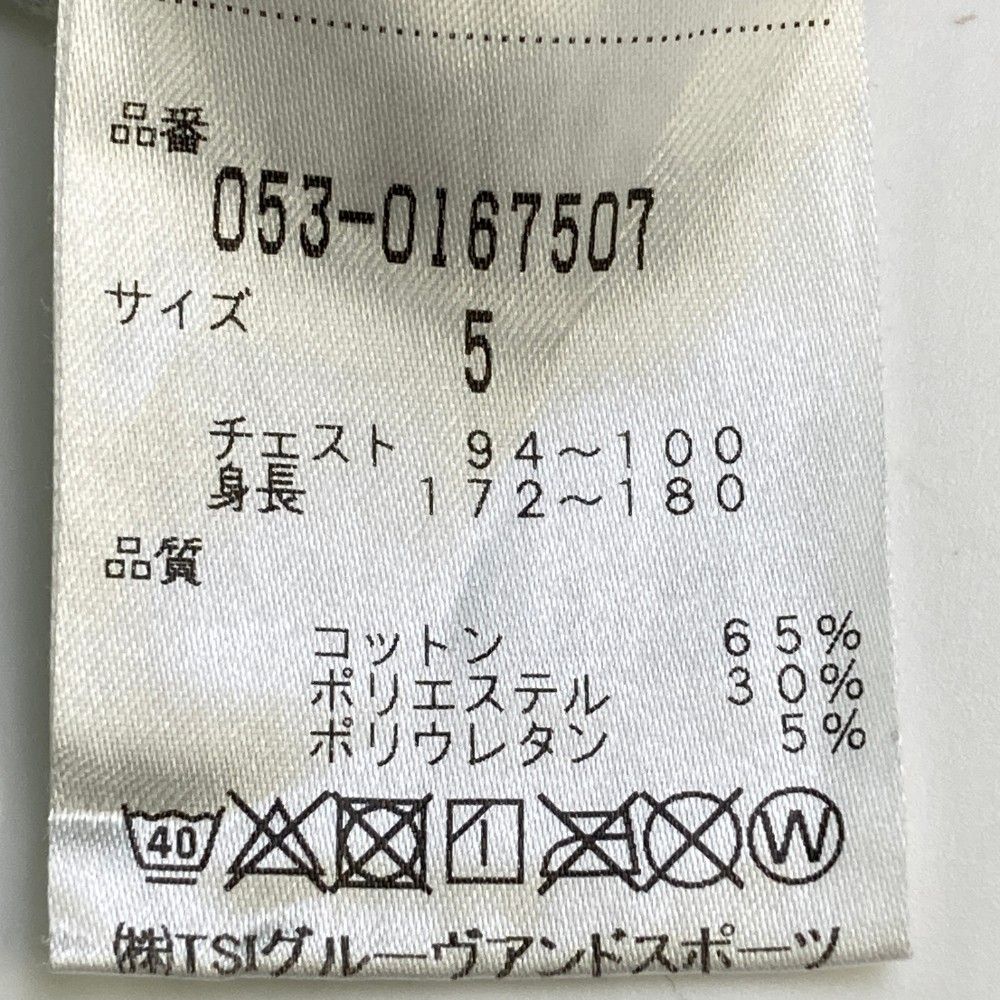 品番
053-0167507
サイズ
5
チェスト 94～100
身長 172～180
品質
コットン 65%
ポリエステル 30%
ポリウレタン 5%
40 W
(株)TSIグルーヴアンドスポーツ